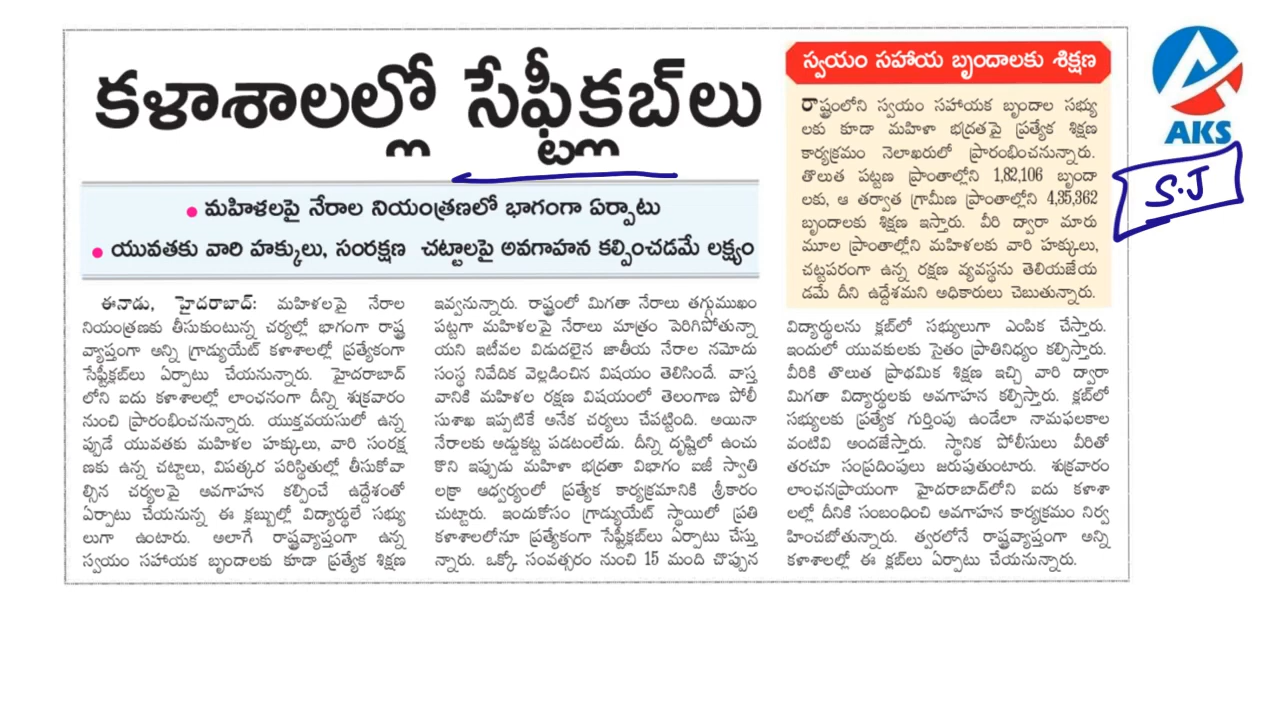 కళాశాలల్లో సేఫ్టీక్లబ్‌లు
• మహిళలపై నేరాల నియంత్రణలో భాగంగా ఏర్పాటు
• యువతకు వారి హక్కులు, సంరక్షణ చట్టాలపై అవగాహన కల్పించడమే లక్ష్యం
ఈనాడు, హైదరాబాద్: మహిళలపై నేరాల
నియంత్రణకు తీసుకుంటున్న చర్యల్లో భాగంగా రాష్ట్ర
వ్యాప్తంగా అన్ని గ్రాడ్యుయేట్ కళాశాలల్లో ప్రత్యేకంగా
సేఫ్టీక్లబ్‌లు ఏర్పాటు చేయనున్నారు. హైదరాబాద్
లోని ఐదు కళాశాలల్లో లాంఛనంగా దీన్ని శుక్రవారం
నుంచి ప్రారంభించనున్నారు. యుక్తవయసులో ఉన్న
ప్పుడే యువతకు మహిళల హక్కులు, వారి సంరక్ష
ణకు ఉన్న చట్టాలు, విపత్కర పరిస్థితుల్లో తీసుకోవా
ల్సిన చర్యలపై అవగాహన కల్పించే ఉద్దేశంతో
ఏర్పాటు చేయనున్న ఈ క్లబ్బుల్లో విద్యార్థులే సభ్యు
లుగా ఉంటారు. అలాగే రాష్ట్రవ్యాప్తంగా ఉన్న
స్వయం సహాయక బృందాలకు కూడా ప్రత్యేక శిక్షణ
ఇవ్వనున్నారు. రాష్ట్రంలో మిగతా నేరాలు తగ్గుముఖం
పట్టగా మహిళలపై నేరాలు మాత్రం పెరిగిపోతున్నా
యని ఇటీవల విడుదలైన జాతీయ నేరాల నమోదు
సంస్థ నివేదిక వెల్లడించిన విషయం తెలిసిందే. వాస్త
వానికి మహిళల రక్షణ విషయంలో తెలంగాణ పోలీ
సుశాఖ ఇప్పటికే అనేక చర్యలు చేపట్టింది. అయినా
నేరాలకు అడ్డుకట్ట పడటంలేదు. దీన్ని దృష్టిలో ఉంచు
కొని ఇప్పుడు మహిళా భద్రతా విభాగం ఐజీ స్వాతి
లక్రా ఆధ్వర్యంలో ప్రత్యేక కార్యక్రమానికి శ్రీకారం
చుట్టారు. ఇందుకోసం గ్రాడ్యుయేట్ స్థాయిలో ప్రతి
కళాశాలలోనూ ప్రత్యేకంగా సేఫ్టీక్లబ్‌లు ఏర్పాటు చేస్తు
న్నారు. ఒక్కో సంవత్సరం నుంచి 15 మంది చొప్పున
స్వయం సహాయ బృందాలకు శిక్షణ
రాష్ట్రంలోని స్వయం సహాయక బృందాల సభ్యు
లకు కూడా మహిళా భద్రతపై ప్రత్యేక శిక్షణ
కార్యక్రమం నెలాఖరులో ప్రారంభించనున్నారు.
తొలుత పట్టణ ప్రాంతాల్లోని 1,82,106 బృందా
లకు, ఆ తర్వాత గ్రామీణ ప్రాంతాల్లోని 4,35,362
బృందాలకు శిక్షణ ఇస్తారు. వీరి ద్వారా మారు
మూల ప్రాంతాల్లోని మహిళలకు వారి హక్కులు,
చట్టపరంగా ఉన్న రక్షణ వ్యవస్థను తెలియజేయ
డమే దీని ఉద్దేశమని అధికారులు చెబుతున్నారు.
విద్యార్థులను క్లబ్‌లో సభ్యులుగా ఎంపిక చేస్తారు.
ఇందులో యువకులకు సైతం ప్రాతినిధ్యం కల్పిస్తారు.
వీరికి తొలుత ప్రాథమిక శిక్షణ ఇచ్చి వారి ద్వారా
మిగతా విద్యార్థులకు అవగాహన కల్పిస్తారు. క్లబ్‌లో
సభ్యులకు ప్రత్యేక గుర్తింపు ఉండేలా నామఫలకాల
వంటివి అందజేస్తారు. స్థానిక పోలీసులు వీరితో
తరచూ సంప్రదింపులు జరుపుతుంటారు. శుక్రవారం
లాంఛనప్రాయంగా హైదరాబాద్‌లోని ఐదు కళాశా
లల్లో దీనికి సంబంధించి అవగాహన కార్యక్రమం నిర్వ
హించబోతున్నారు. త్వరలోనే రాష్ట్రవ్యాప్తంగా అన్ని
కళాశాలల్లో ఈ క్లబ్‌లు ఏర్పాటు చేయనున్నారు.
AKS
S.J